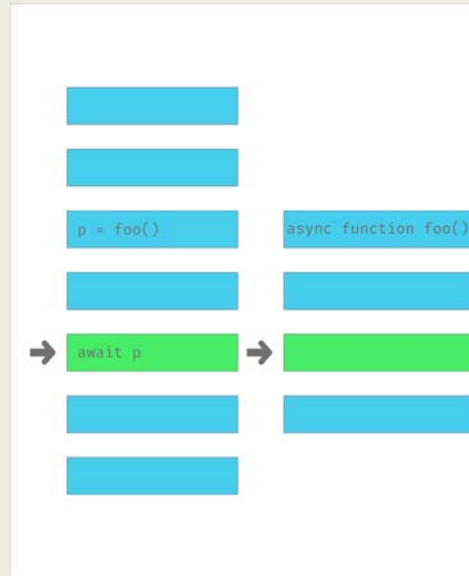 p = foo()
async function foo()
await p